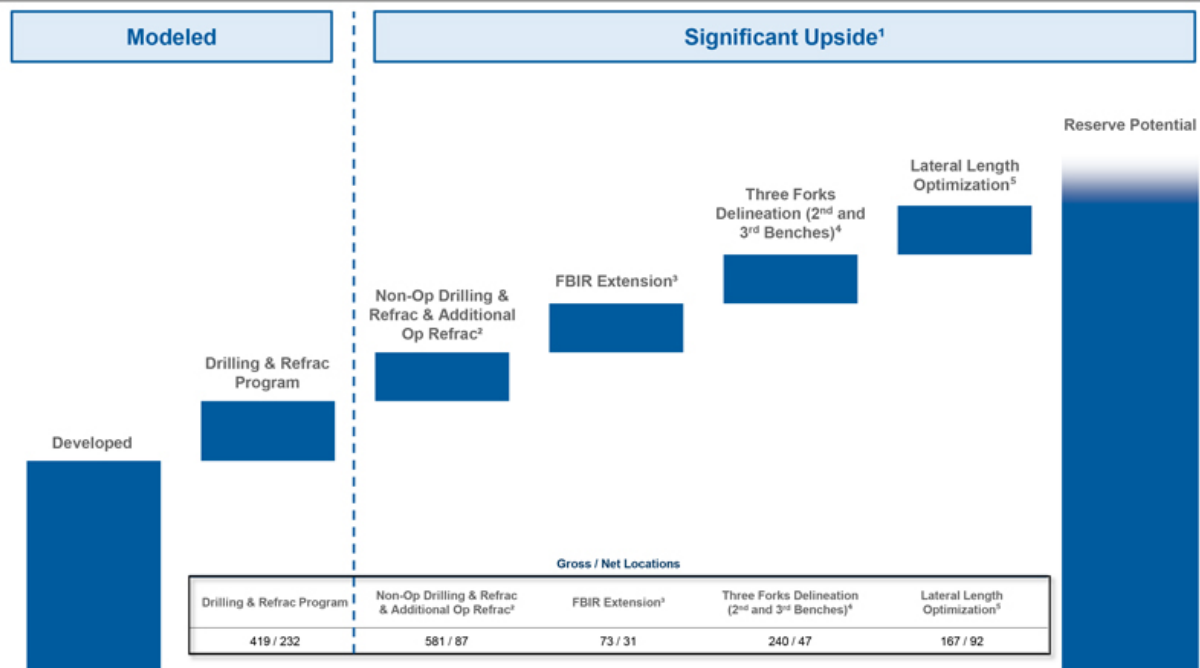 Modeled
Significant Upside¹
Reserve Potential
Lateral Length
Optimization⁵
Three Forks
Delineation (2ⁿᵈ and
3ʳᵈ Benches)⁴
FBIR Extension³
Non-Op Drilling &
Refrac & Additional
Op Refrac²
Drilling & Refrac
Program
Developed
Gross / Net Locations
Drilling & Refrac Program
Non-Op Drilling & Refrac
& Additional Op Refrac²
FBIR Extension³
Three Forks Delineation
(2ⁿᵈ and 3ʳᵈ Benches)⁴
Lateral Length
Optimization⁵
419 / 232
581 / 87
73 / 31
240 / 47
167 / 92